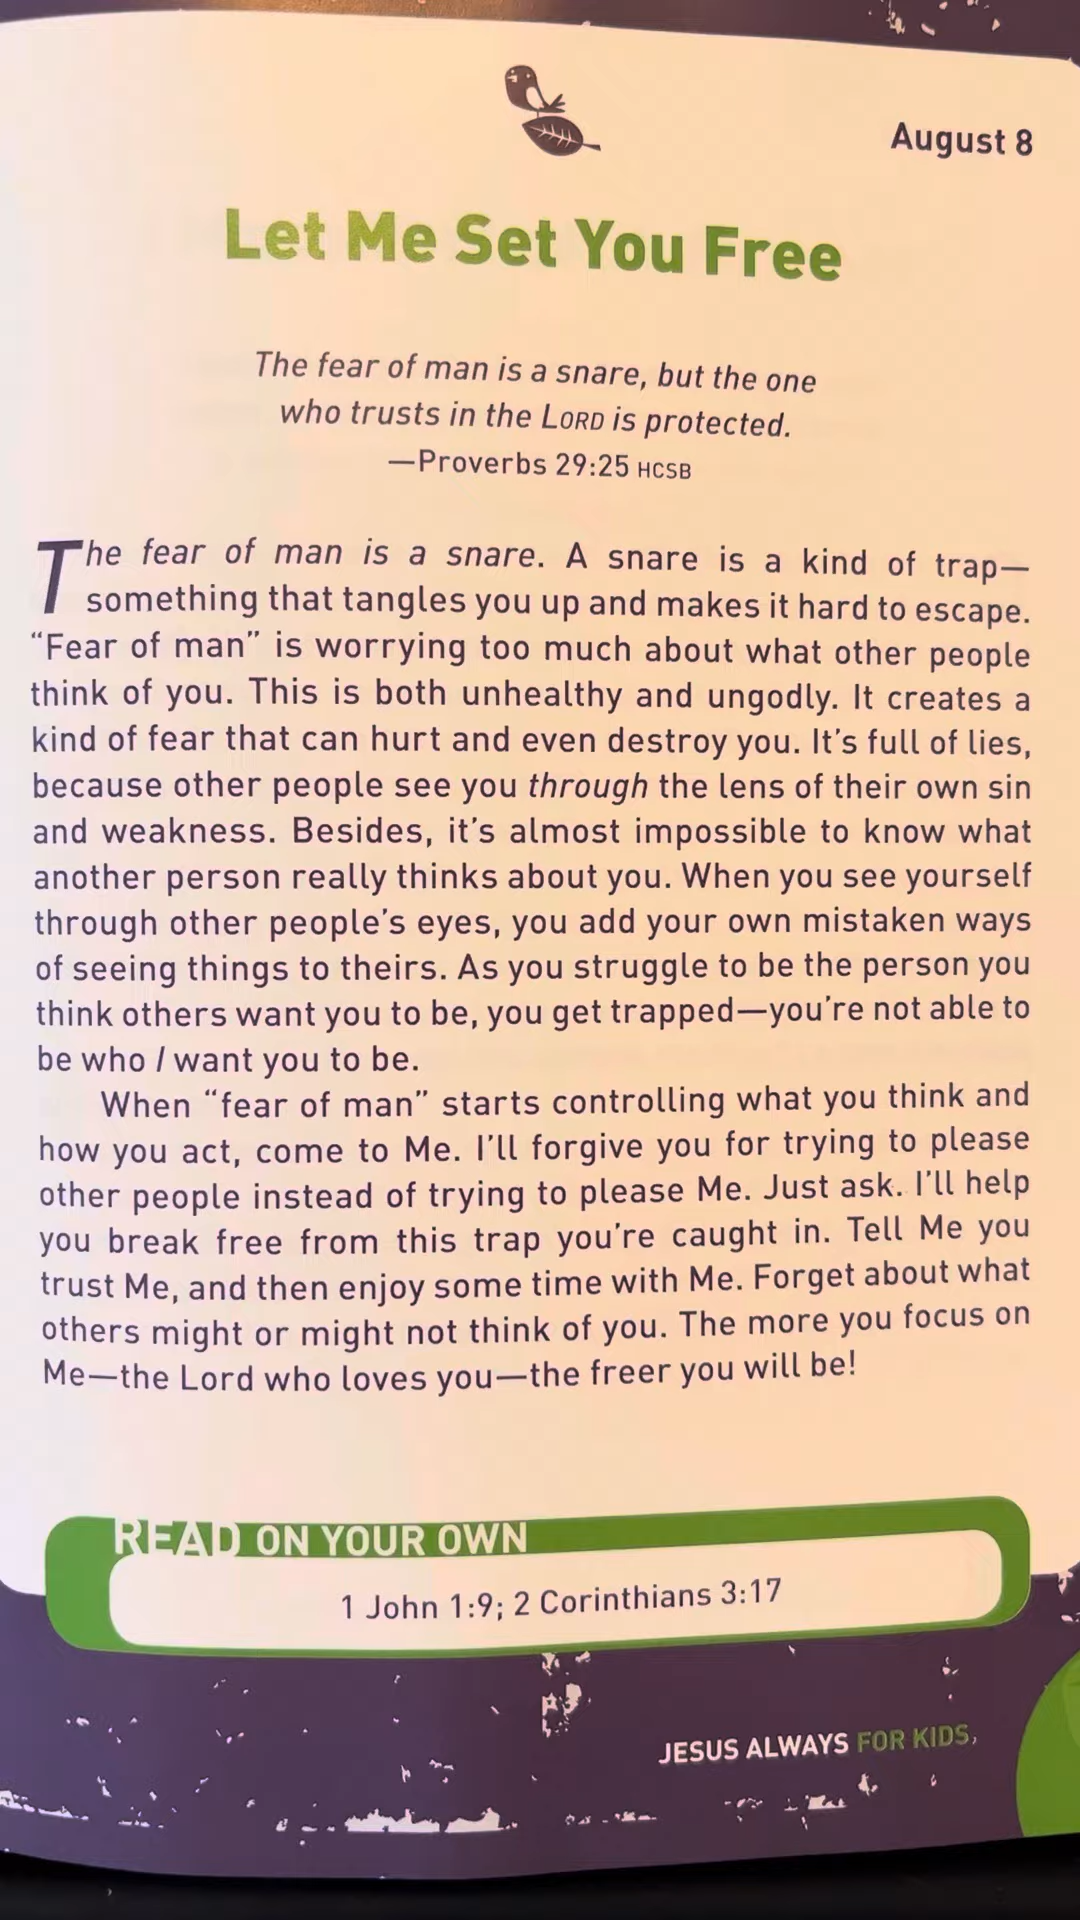 August 8
Let Me Set You Free
The fear of man is a snare, but the one
who trusts in the LORD is protected.
—Proverbs 29:25 HCSB
The fear of man is a snare. A snare is a kind of trap—
something that tangles you up and makes it hard to escape.
“Fear of man” is worrying too much about what other people
think of you. This is both unhealthy and ungodly. It creates a
kind of fear that can hurt and even destroy you. It’s full of lies,
because other people see you through the lens of their own sin
and weakness. Besides, it’s almost impossible to know what
another person really thinks about you. When you see yourself
through other people’s eyes, you add your own mistaken ways
of seeing things to theirs. As you struggle to be the person you
think others want you to be, you get trapped—you’re not able to
be who I want you to be.
When “fear of man” starts controlling what you think and
how you act, come to Me. I’ll forgive you for trying to please
other people instead of trying to please Me. Just ask. I’ll help
you break free from this trap you’re caught in. Tell Me you
trust Me, and then enjoy some time with Me. Forget about what
others might or might not think of you. The more you focus on
Me—the Lord who loves you—the freer you will be!
READ ON YOUR OWN
1 John 1:9; 2 Corinthians 3:17
JESUS ALWAYS FOR KIDS,